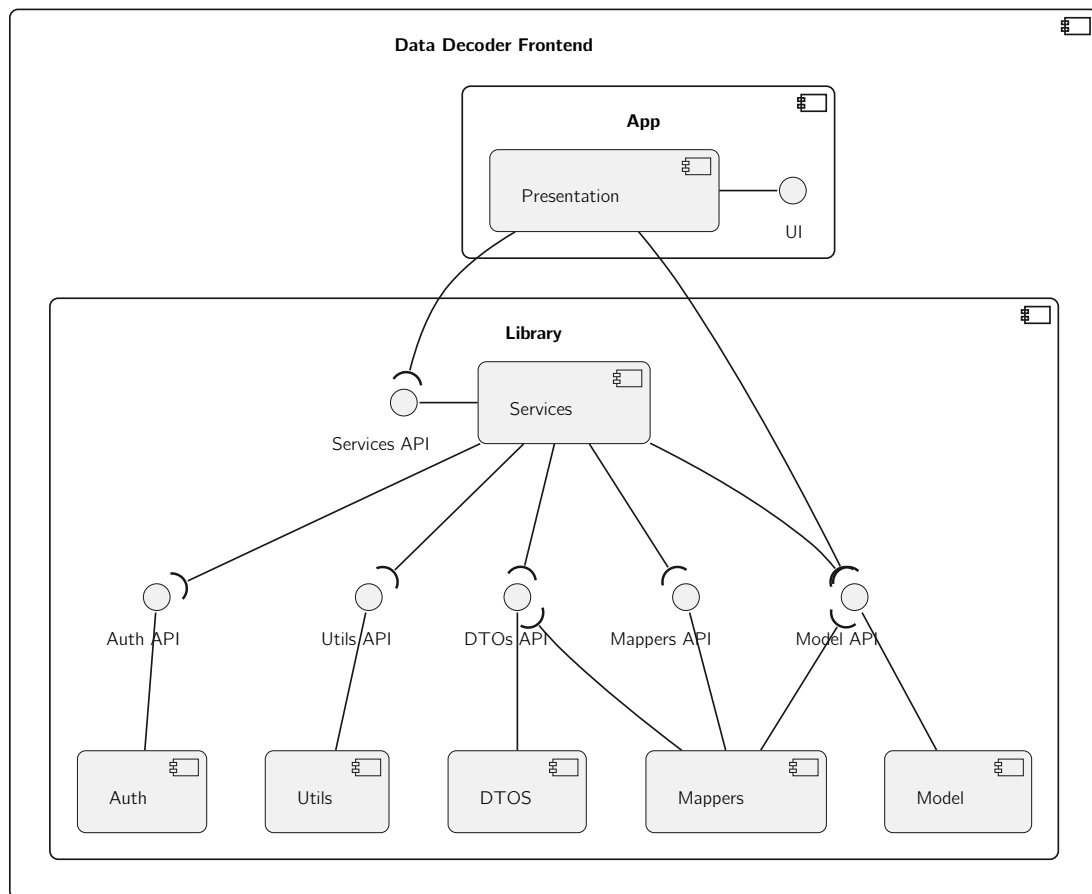 Data Decoder Frontend
App
Presentation
UI
Library
Services
Services API
Auth API
Utils API
DTOs API
Mappers API
Model API
Auth
Utils
DTOS
Mappers
Model